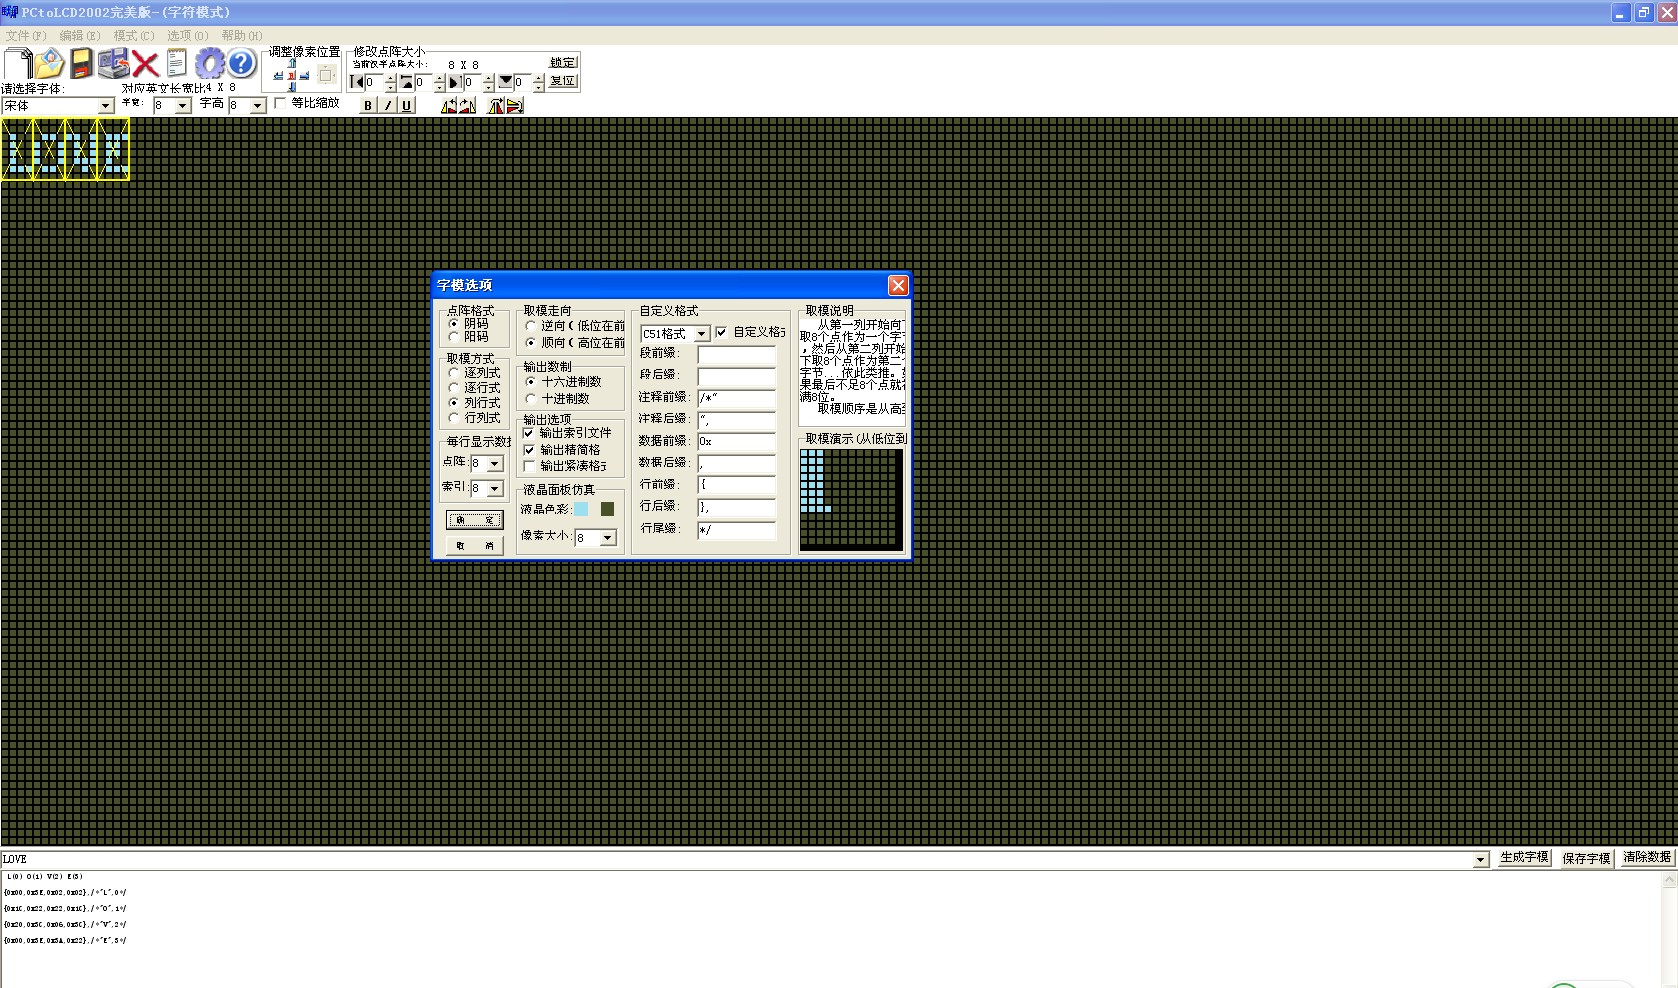 PCtoLCD2002完美版-(字符模式)
文件(F) 编辑(E) 模式(C) 选项(O) 帮助(H)
调整像素位置
修改点阵大小
当前汉字点阵大小: 8 X 8
锁定
0 0 0 0 复位
请选择字体: 对应英文长宽比4 X 8
宋体 字宽: 8 字高 8 等比缩放 B / U
字模选项
点阵格式
阴码
阳码
取模方式
逐列式
逐行式
列行式
行列式
每行显示数据
点阵: 8
索引: 8
确 定
取 消
取模走向
逆向(低位在前
顺向(高位在前
输出数制
十六进制数
十进制数
输出选项
输出索引文件
输出精简格
输出紧凑格式
液晶面板仿真
液晶色彩:
像素大小: 8
自定义格式
C51格式 自定义格式
段前缀:
段后缀:
注释前缀: /*"
注释后缀: ",
数据前缀: 0x
数据后缀: ,
行前缀: {
行后缀: },
行尾缀: */
取模说明
从第一列开始向下
取8个点作为一个字节
,然后从第二列开始
下取8个点作为第二个
字节...依此类推。如
果最后不足8个点就补
满8位。
取模顺序是从高到
取模演示(从低位到
LOVE
生成字模 保存字模 清除数据
L(0) O(1) V(2) E(3)
{0x00,0x3E,0x02,0x02},/*"L",0*/
{0x1C,0x22,0x22,0x1C},/*"O",1*/
{0x20,0x3C,0x06,0x3C},/*"V",2*/
{0x00,0x3E,0x3A,0x22},/*"E",3*/